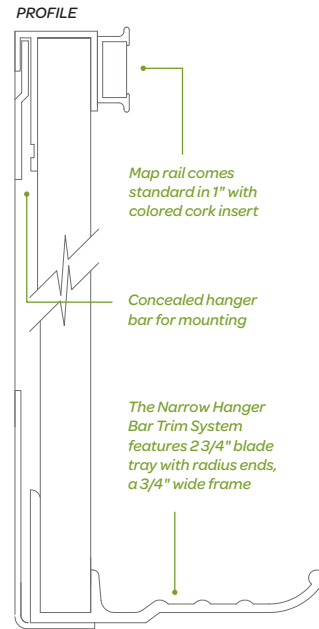 PROFILE
Map rail comes
standard in 1" with
colored cork insert
Concealed hanger
bar for mounting
The Narrow Hanger
Bar Trim System
features 2 3/4" blade
tray with radius ends,
a 3/4" wide frame